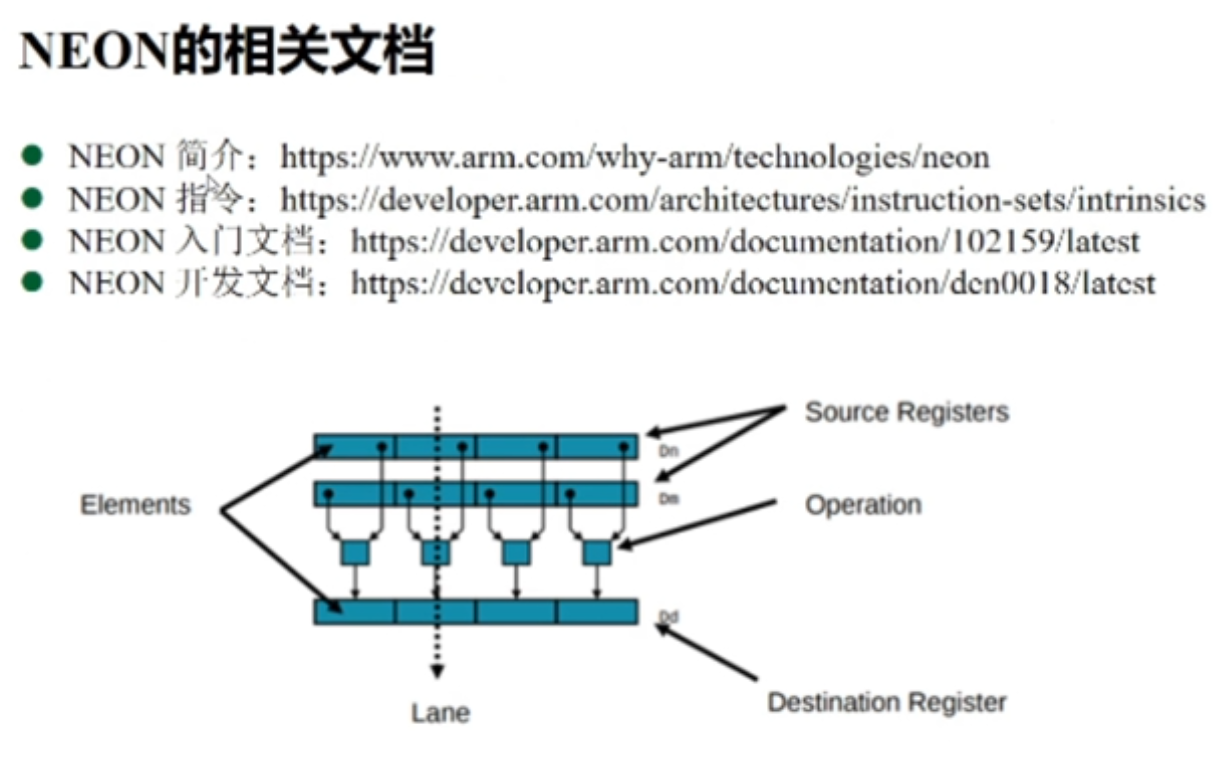 NEON的相关文档
NEON 简介：https://www.arm.com/why-arm/technologies/neon
NEON 指令：https://developer.arm.com/architectures/instruction-sets/intrinsics
NEON 入门文档：https://developer.arm.com/documentation/102159/latest
NEON 开发文档：https://developer.arm.com/documentation/den0018/latest
Source Registers
Dn
Elements
Dm
Operation
Dd
Destination Register
Lane